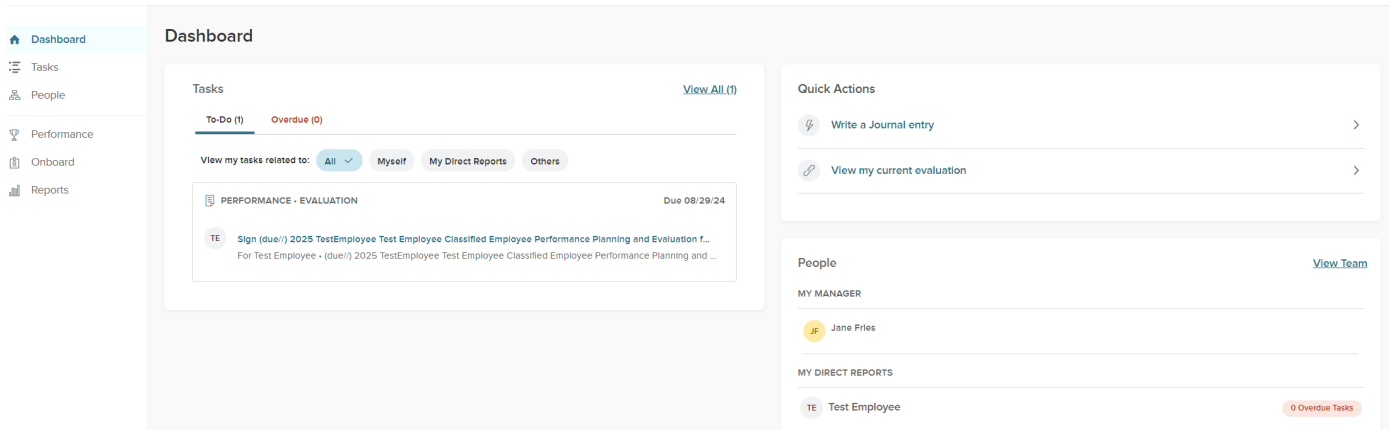 Dashboard
Tasks
People
Performance
Onboard
Reports
Dashboard
Tasks
View All (1)
To-Do (1)
Overdue (0)
View my tasks related to:
All
Myself
My Direct Reports
Others
PERFORMANCE • EVALUATION
Due 08/29/24
TE
Sign (due//) 2025 TestEmployee Test Employee Classified Employee Performance Planning and Evaluation f...
For Test Employee • (due//) 2025 TestEmployee Test Employee Classified Employee Performance Planning and ...
Quick Actions
Write a Journal entry
View my current evaluation
People
View Team
MY MANAGER
JF
Jane Fries
MY DIRECT REPORTS
TE
Test Employee
0 Overdue Tasks